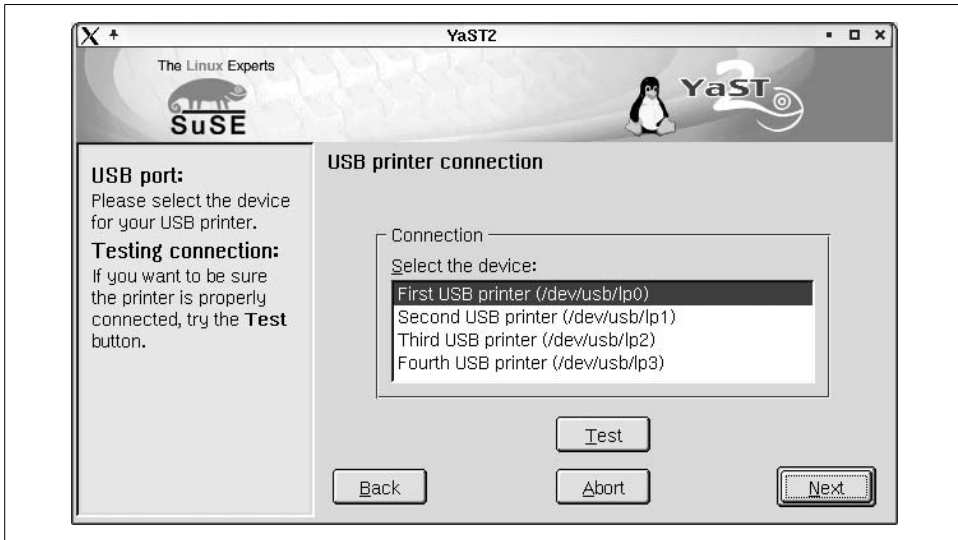 YaST2
The Linux Experts
SuSE
YaST
2
USB port:
Please select the device
for your USB printer.
Testing connection:
If you want to be sure
the printer is properly
connected, try the Test
button.
USB printer connection
Connection
Select the device:
First USB printer (/dev/usb/lp0)
Second USB printer (/dev/usb/lp1)
Third USB printer (/dev/usb/lp2)
Fourth USB printer (/dev/usb/lp3)
Test
Back
Abort
Next